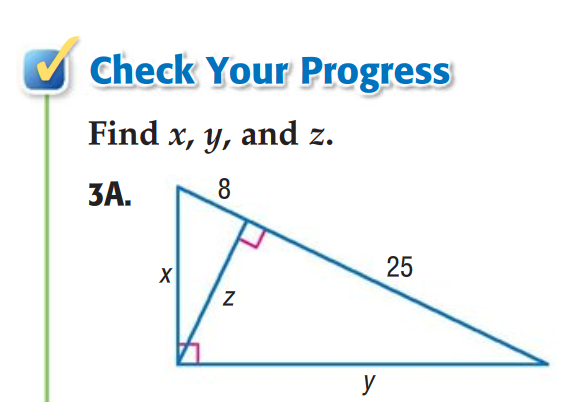 Check Your Progress
Find x, y, and z.
3A.
8
25
x
z
y